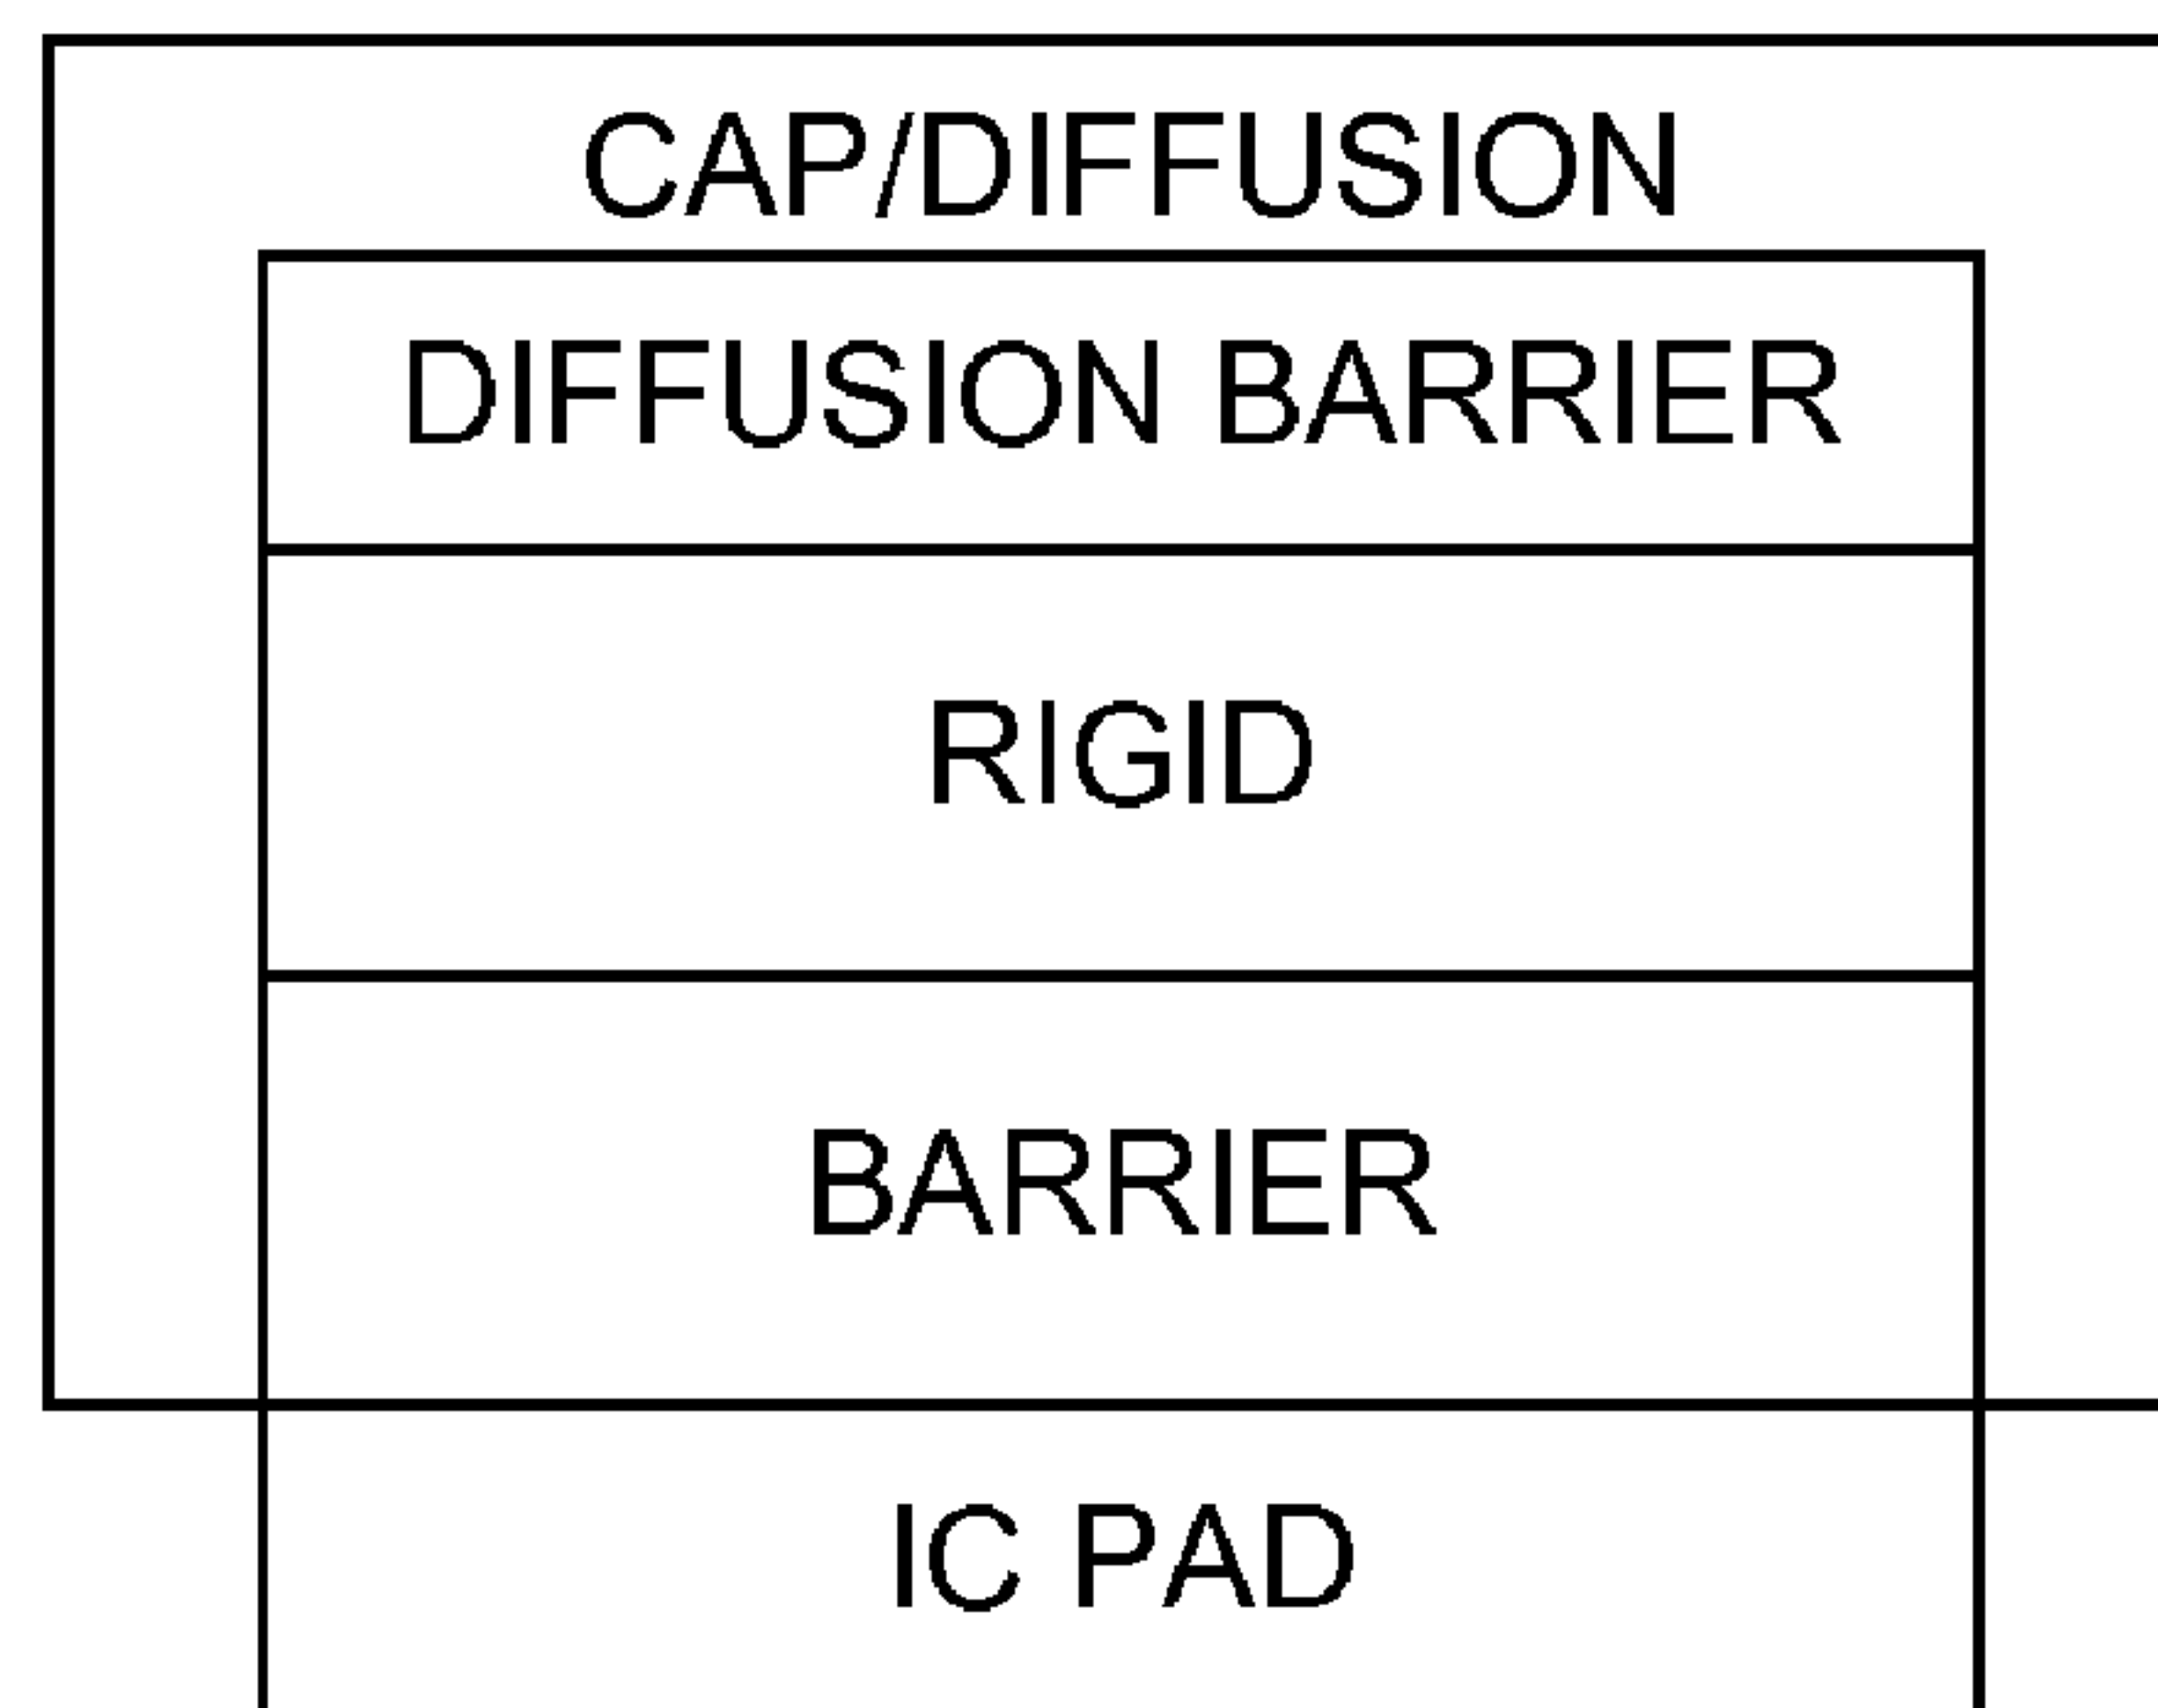 CAP/DIFFUSION
DIFFUSION BARRIER
RIGID
BARRIER
IC PAD